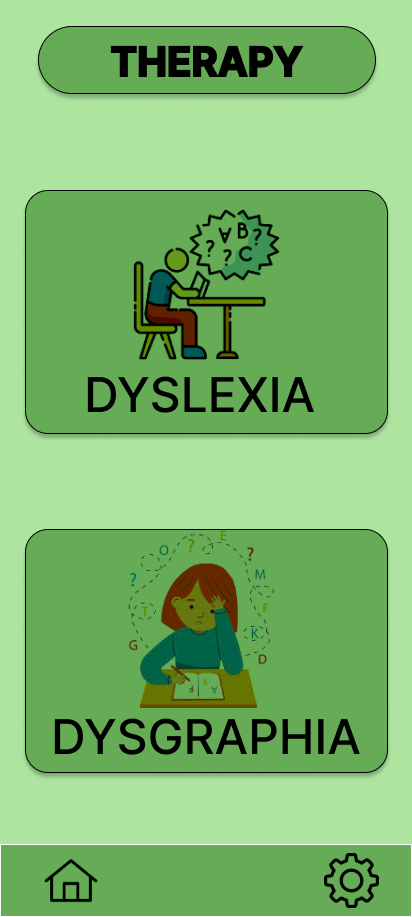 THERAPY
? ∀ B ?
? C
DYSLEXIA
O ? E ?
? M
T F
G K
D
F K A
DYSGRAPHIA